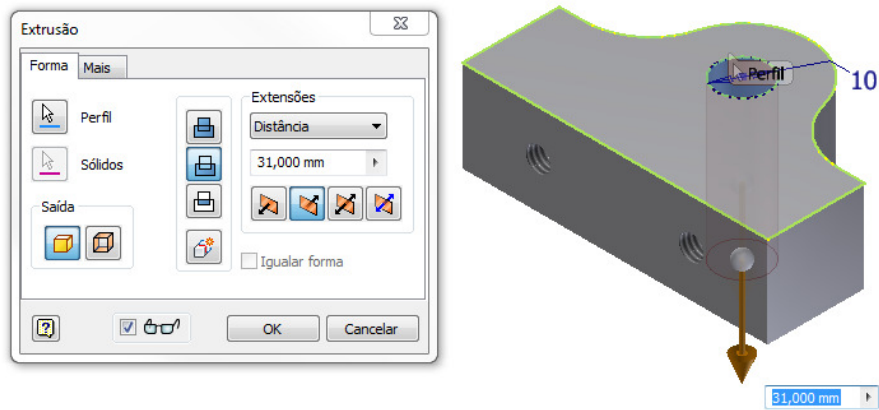 Extrusão
Forma Mais
Perfil
Sólidos
Saída
Extensões
Distância
31,000 mm
Igualar forma
OK Cancelar
Perfil
10
31,000 mm